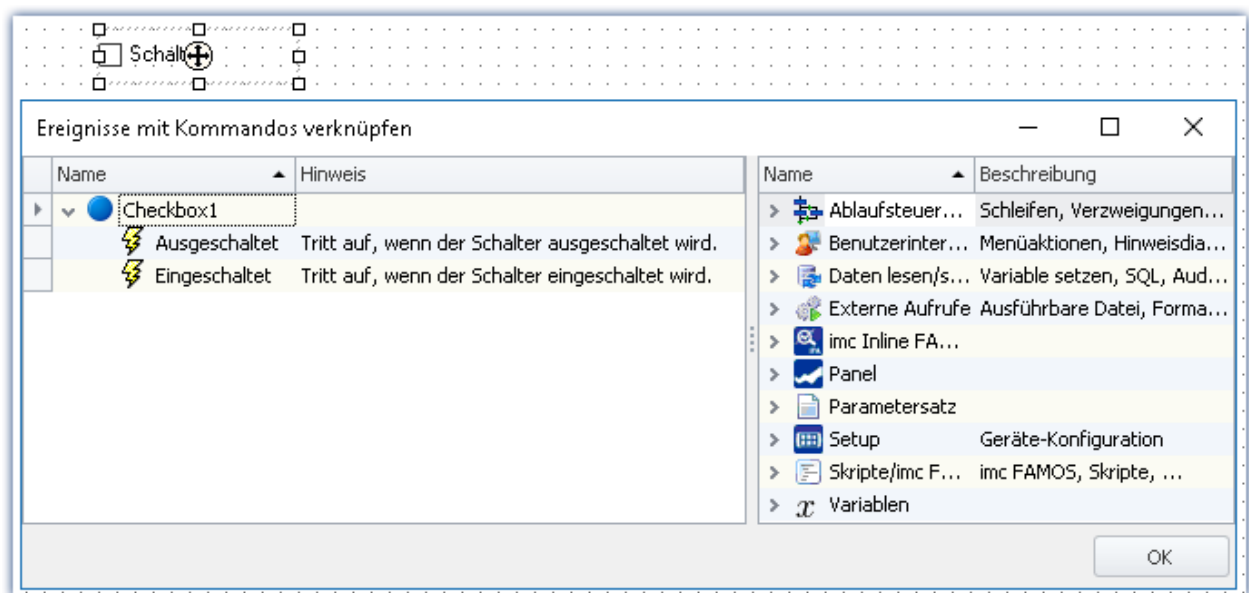 Schalt
Ereignisse mit Kommandos verknüpfen
Name Hinweis
Checkbox1
Ausgeschaltet Tritt auf, wenn der Schalter ausgeschaltet wird.
Eingeschaltet Tritt auf, wenn der Schalter eingeschaltet wird.
Name Beschreibung
Ablaufsteuer... Schleifen, Verzweigungen...
Benutzerinter... Menüaktionen, Hinweisdia...
Daten lesen/s... Variable setzen, SQL, Aud...
Externe Aufrufe Ausführbare Datei, Forma...
imc Inline FA...
Panel
Parametersatz
Setup Geräte-Konfiguration
Skripte/imc F... imc FAMOS, Skripte, ...
x Variablen
OK